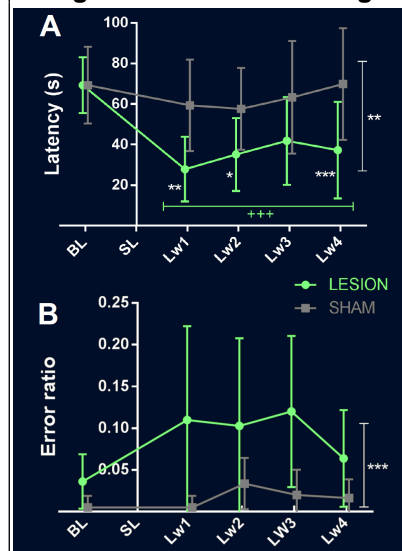 A
100
80
60
40
20
Latency (s)
**
*
***
**
+++
BL SL Lw1 Lw2 Lw3 Lw4
LESION
SHAM
B
0.25
0.20
0.15
0.10
0.05
Error ratio
***
BL SL Lw1 Lw2 LW3 Lw4